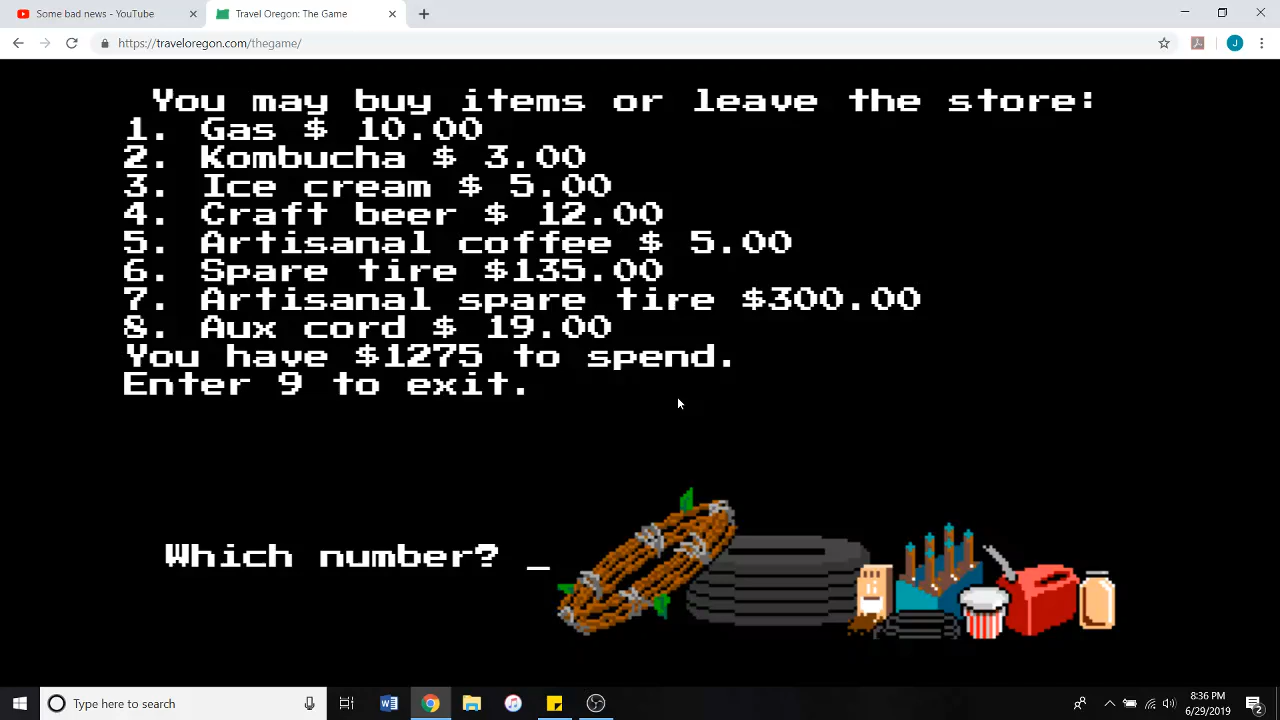 Some bad news - YouTube
Travel Oregon: The Game
https://traveloregon.com/thegame/
J
You may buy items or leave the store:
1. Gas $ 10.00
2. Kombucha $ 3.00
3. Ice cream $ 5.00
4. Craft beer $ 12.00
5. Artisanal coffee $ 5.00
6. Spare tire $135.00
7. Artisanal spare tire $300.00
8. Aux cord $ 19.00
You have $1275 to spend.
Enter 9 to exit.
Which number? _
Type here to search
8:36 PM
6/29/2019
2